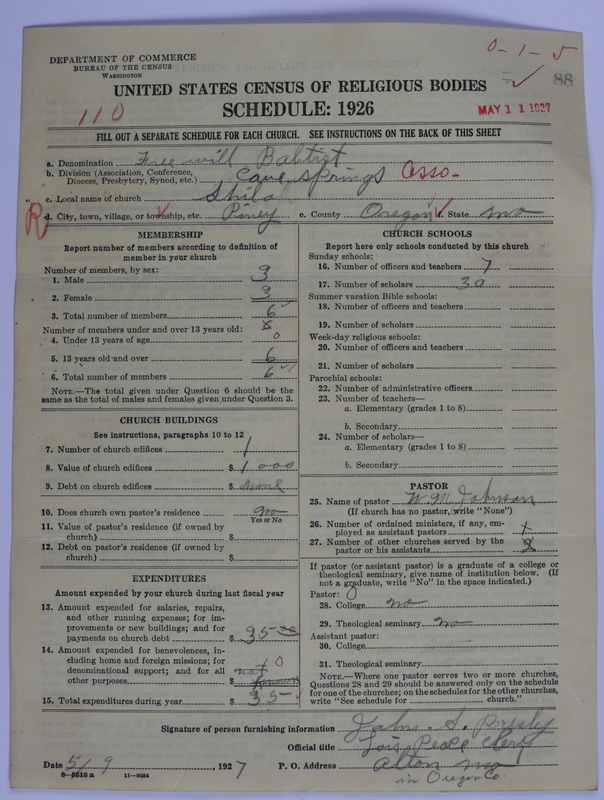 0-1-5
DEPARTMENT OF COMMERCE
BUREAU OF THE CENSUS
WASHINGTON
88
UNITED STATES CENSUS OF RELIGIOUS BODIES
110
SCHEDULE: 1926
MAY 11 1927
FILL OUT A SEPARATE SCHEDULE FOR EACH CHURCH. SEE INSTRUCTIONS ON THE BACK OF THIS SHEET
a. Denomination Free will Babtist
b. Division (Association, Conference, Diocese, Presbytery, Synod, etc.) Cave Springs Asso-
c. Local name of church Shilo
R
d. City, town, village, or township, etc. Piney e. County Oregon f. State Mo
MEMBERSHIP
Report number of members according to definition of member in your church
Number of members, by sex:
1. Male 3
2. Female 3
3. Total number of members 6
Number of members under and over 13 years old:
4. Under 13 years of age 0
5. 13 years old and over 6
6. Total number of members 6
NOTE.—The total given under Question 6 should be the same as the total of males and females given under Question 3.
CHURCH BUILDINGS
See instructions, paragraphs 10 to 12
7. Number of church edifices 1
8. Value of church edifices $ 1,000
9. Debt on church edifices $
10. Does church own pastor's residence no
Yes or No
11. Value of pastor's residence (if owned by church) $
12. Debt on pastor's residence (if owned by church) $
EXPENDITURES
Amount expended by your church during last fiscal year
13. Amount expended for salaries, repairs, and other running expenses; for improvements or new buildings; and for payments on church debt $ 35 00
14. Amount expended for benevolences, including home and foreign missions; for denominational support; and for all other purposes $ not known 0
15. Total expenditures during year $ 35
CHURCH SCHOOLS
Report here only schools conducted by this church
Sunday schools:
16. Number of officers and teachers 7
17. Number of scholars 30
Summer vacation Bible schools:
18. Number of officers and teachers
19. Number of scholars
Week-day religious schools:
20. Number of officers and teachers
21. Number of scholars
Parochial schools:
22. Number of administrative officers
23. Number of teachers—
a. Elementary (grades 1 to 8)
b. Secondary
24. Number of scholars—
a. Elementary (grades 1 to 8)
b. Secondary
PASTOR
25. Name of pastor W. M. Johnson
(If church has no pastor, write "None")
26. Number of ordained ministers, if any, employed as assistant pastors
27. Number of other churches served by the pastor or his assistants
If pastor (or assistant pastor) is a graduate of a college or theological seminary, give name of institution below. (If not a graduate, write "No" in the space indicated.)
Pastor: 0
28. College no
29. Theological seminary no
Assistant pastor:
30. College
31. Theological seminary
NOTE.—Where one pastor serves two or more churches, Questions 28 and 29 should be answered only on the schedule for one of the churches; on the schedules for the other churches, write "See schedule for church."
Signature of person furnishing information John. S.
Official title Peace
Date 5/9, 1927 P. O. Address Alton Mo
8-5518a 11-9024
in Oregon Co.